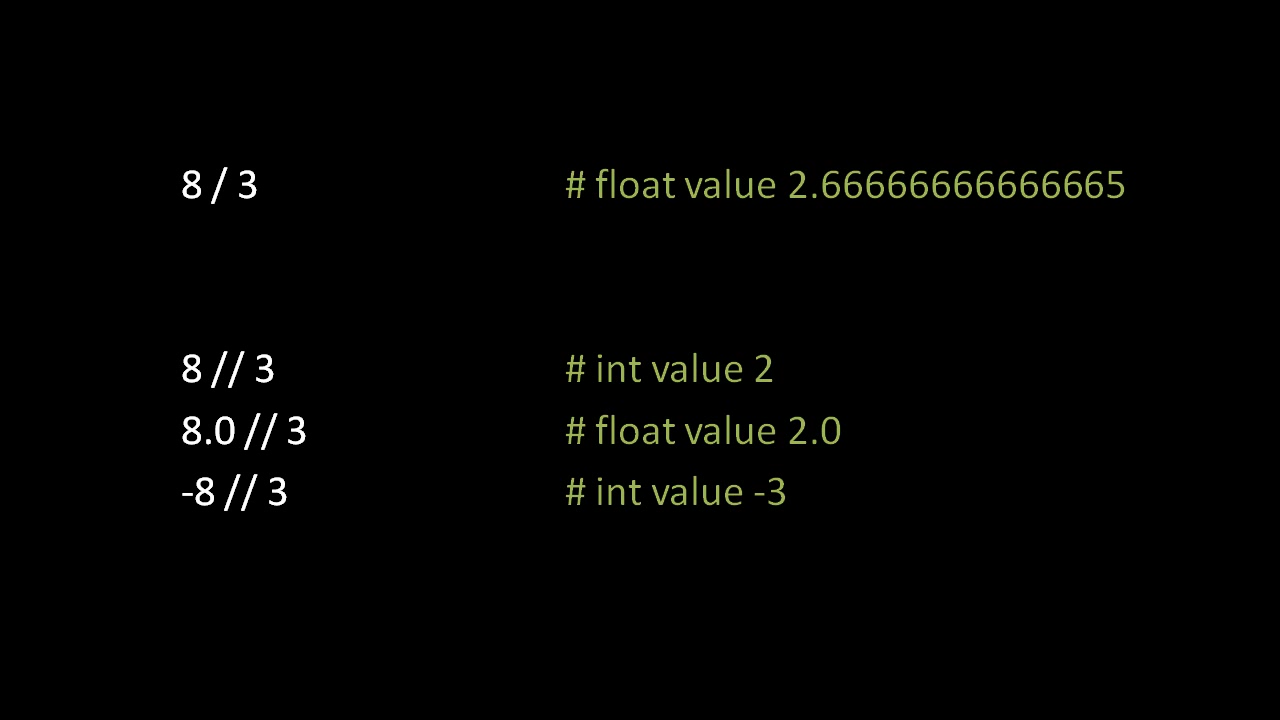 8 / 3 # float value 2.66666666666665
8 // 3 # int value 2
8.0 // 3 # float value 2.0
-8 // 3 # int value -3